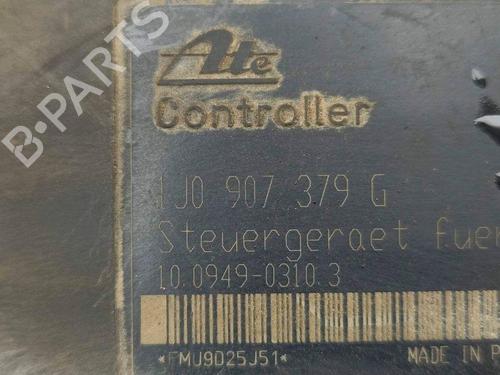 B-PARTS
Ate
Controller
1J0 907 379 G
Steuergeraet fuer
10.0949-0310.3
*FMU9D25J51*
MADE IN